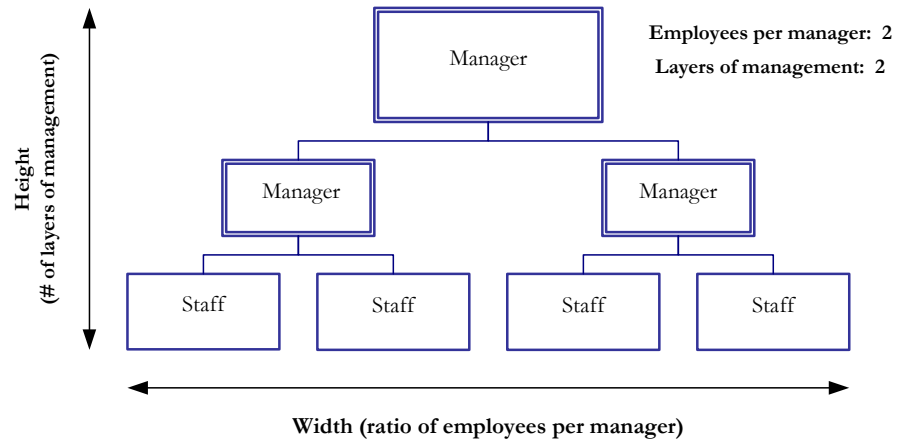 Manager
Employees per manager: 2
Layers of management: 2
Height
(# of layers of management)
Manager
Manager
Staff
Staff
Staff
Staff
Width (ratio of employees per manager)